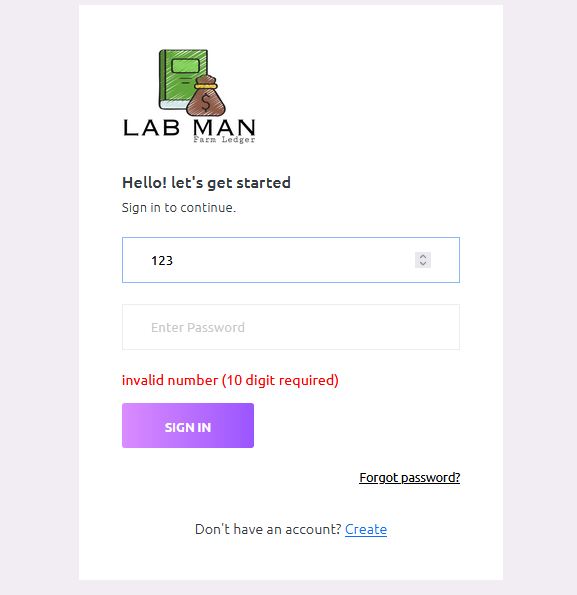 LAB MAN
Farm Ledger
Hello! let's get started
Sign in to continue.
123
Enter Password
invalid number (10 digit required)
SIGN IN
Forgot password?
Don't have an account? Create